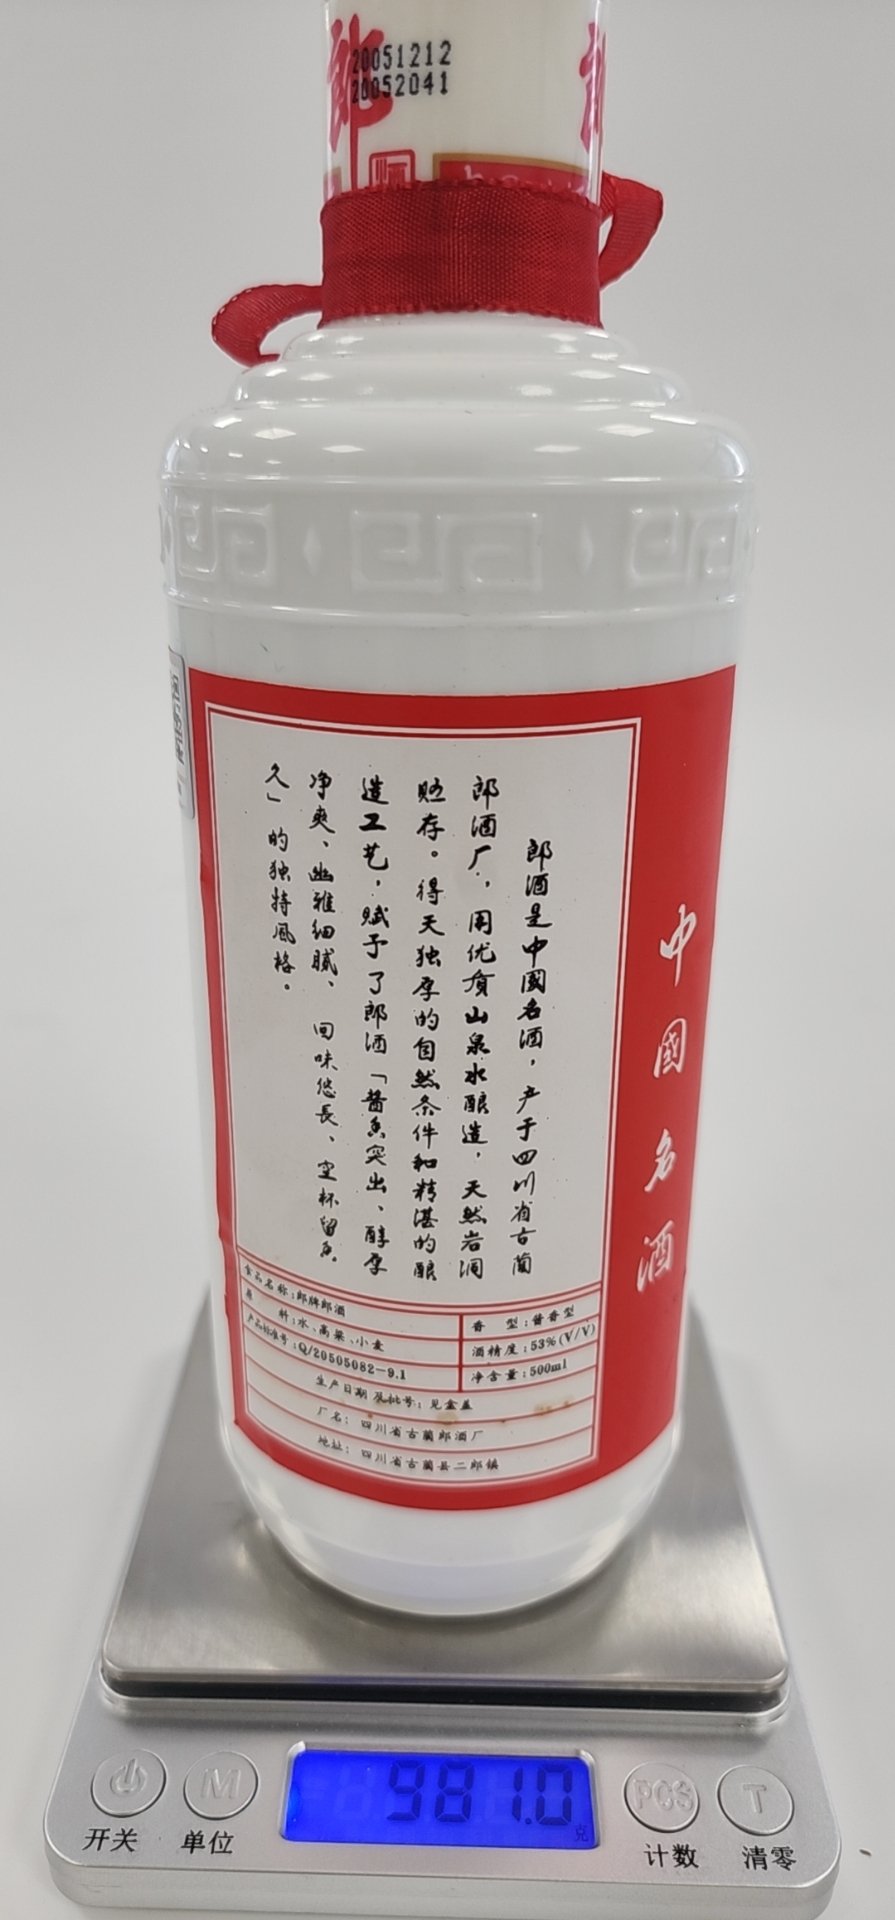 郎
20051212
20052041
郎酒是中國名酒，产于四川省古蔺
郎酒厂，用优质山泉水酿造，天然岩洞
贮存。得天独厚的自然条件和精湛的酿
造工艺，赋予了郎酒「酱香突出、醇厚
净爽、幽雅细腻、回味悠長、空杯留香
久」的独特风格。
中國名酒
食品名称：郎牌郎酒
原 料：水、高粱、小麦
香 型：酱香型
酒精度：53%(V/V)
产品标准号：Q/20505082-9.1
净含量：500ml
生产日期及批号：见盒盖
厂名：四川省古蔺郎酒厂
地址：四川省古蔺县二郎镇
981.0
克
M
PCS
T
开关
单位
计数
清零